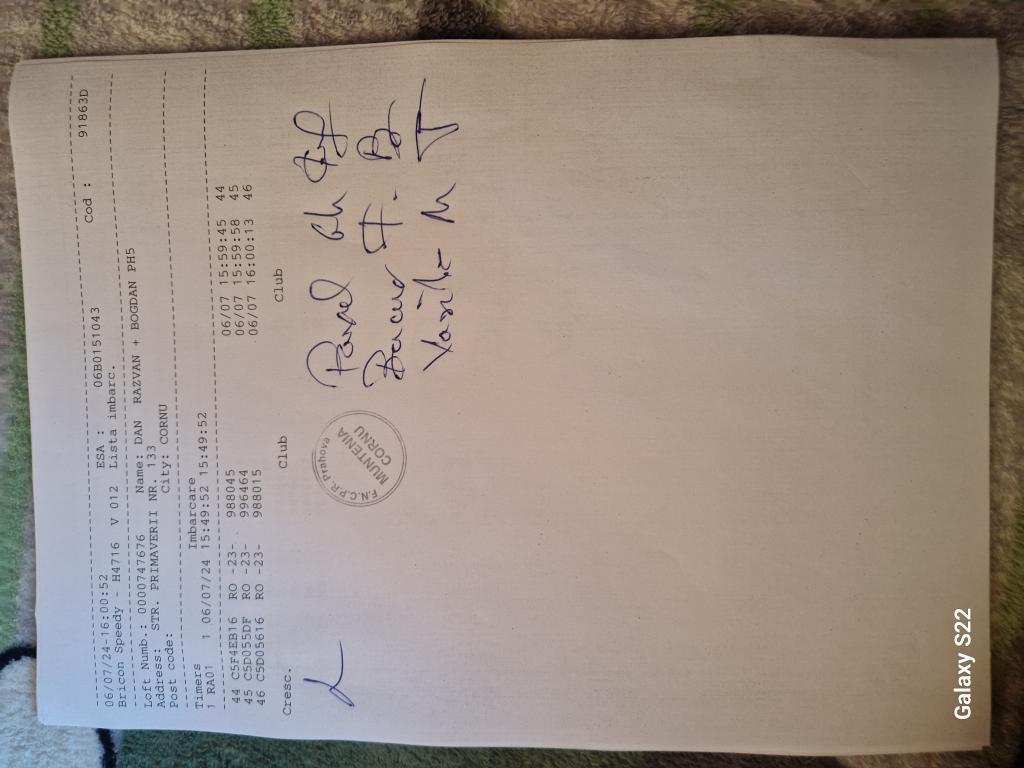 06/07/24-16:00:52 ESA : 06B0151043 Cod : 91863D
Bricon Speedy - H4716 V 012 Lista imbarc.
Loft Numb.: 0000747676 Name: DAN RAZVAN + BOGDAN PH5
Address: STR. PRIMAVERII NR. 133
Post code: City: CORNU
Timers Imbarcare
1 RA01 1 06/07/24 15:49:52 15:49:52
44 C5F4EB16 RO -23- 988045 06/07 15:59:45 44
45 C5D055DF RO -23- 996464 06/07 15:59:58 45
46 C5D05616 RO -23- 988015 06/07 16:00:13 46
Cresc. Club Club
F.N.C.P.R. Prahova
MUNTENIA
CORNU
Galaxy S22